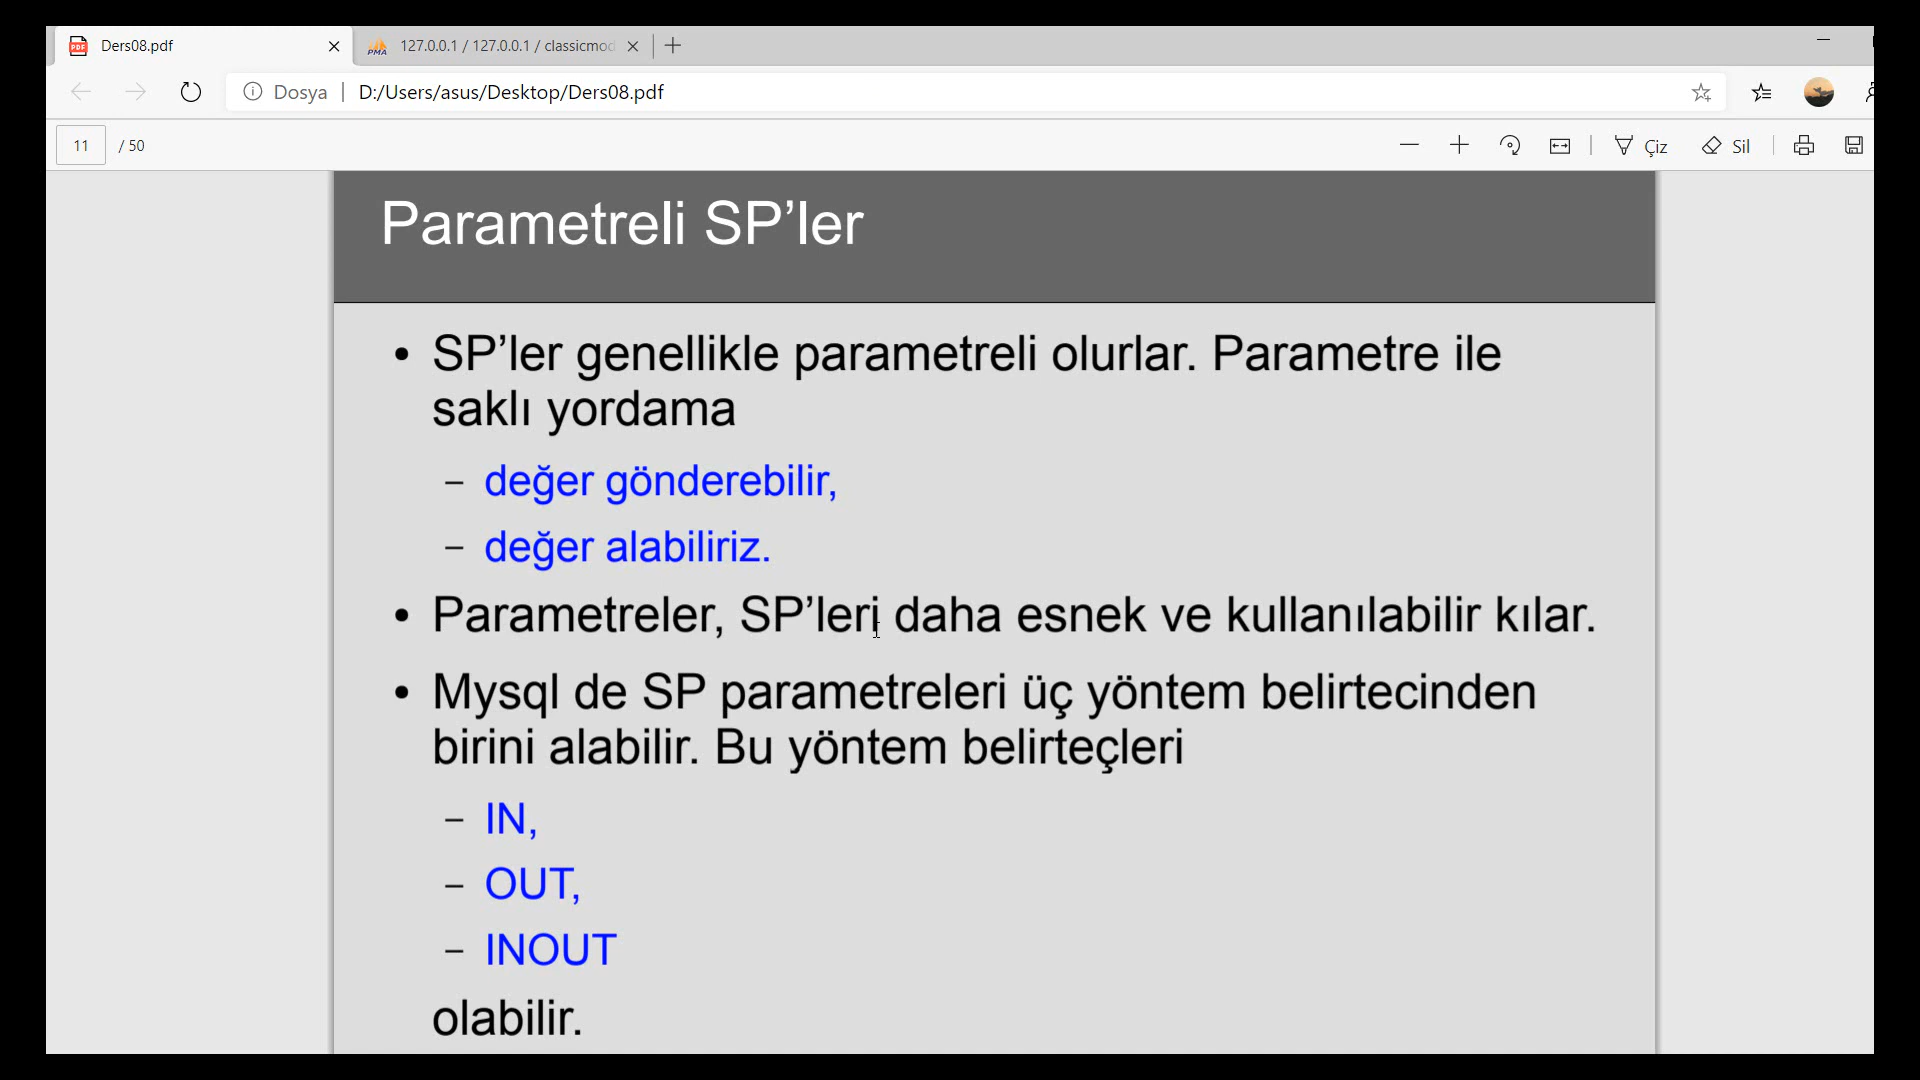 Ders08.pdf
127.0.0.1 / 127.0.0.1 / classicmod
Dosya | D:/Users/asus/Desktop/Ders08.pdf
11 / 50
Çiz
Sil
Parametreli SP’ler
• SP’ler genellikle parametreli olurlar. Parametre ile
saklı yordama
– değer gönderebilir,
– değer alabiliriz.
• Parametreler, SP’leri daha esnek ve kullanılabilir kılar.
• Mysql de SP parametreleri üç yöntem belirtecinden
birini alabilir. Bu yöntem belirteçleri
– IN,
– OUT,
– INOUT
olabilir.